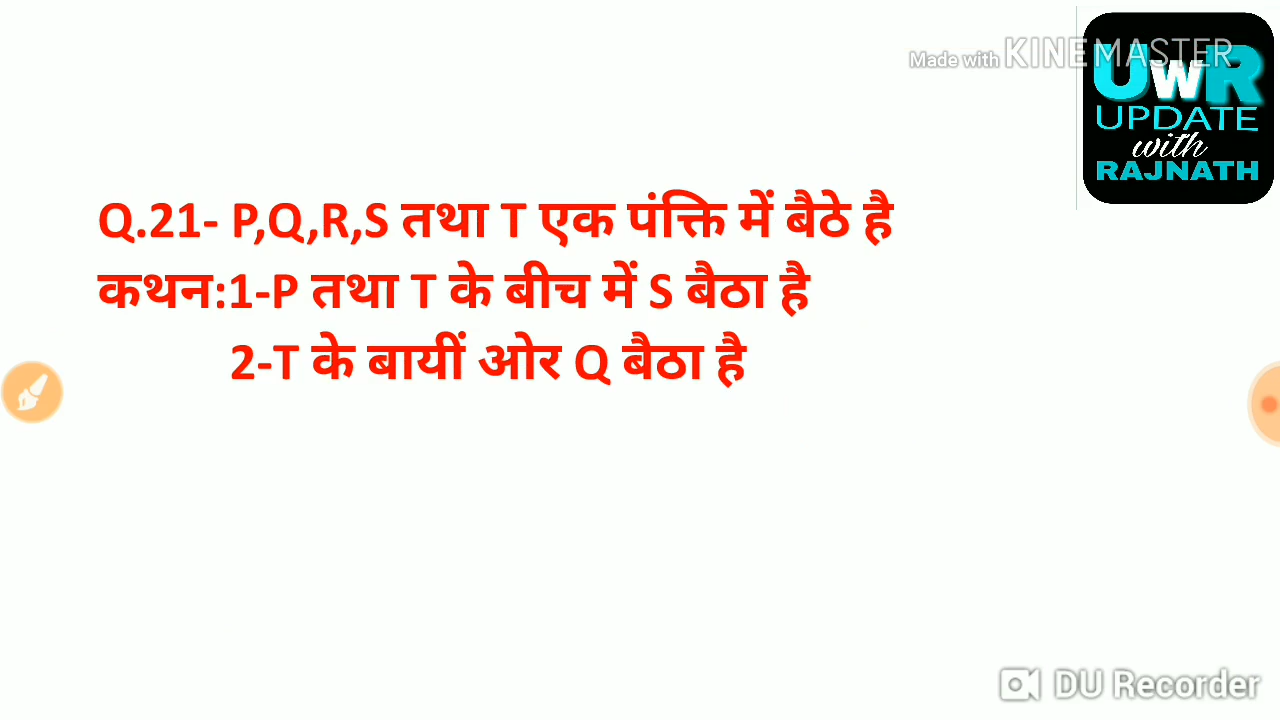 Made with KINEMASTER
UwR
UPDATE
with
RAJNATH
Q.21- P,Q,R,S तथा T एक पंक्ति में बैठे है
कथन:1-P तथा T के बीच में S बैठा है
2-T के बायीं ओर Q बैठा है
DU Recorder